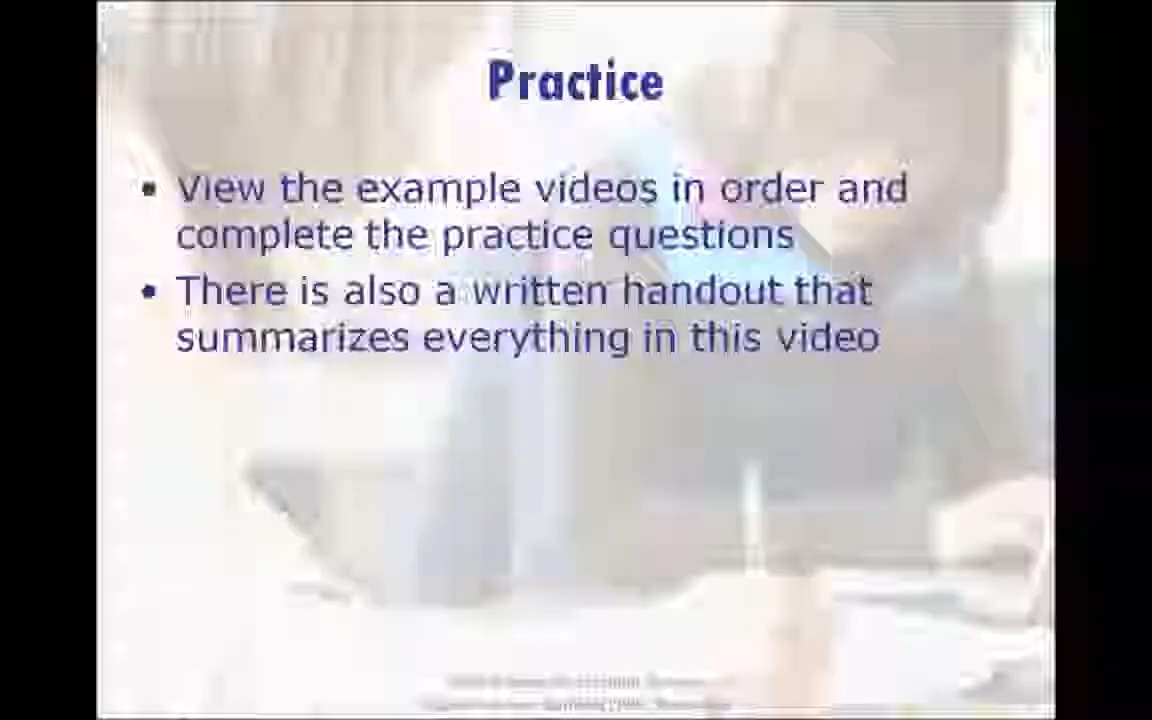 Practice
• View the example videos in order and
complete the practice questions
• There is also a written handout that
summarizes everything in this video